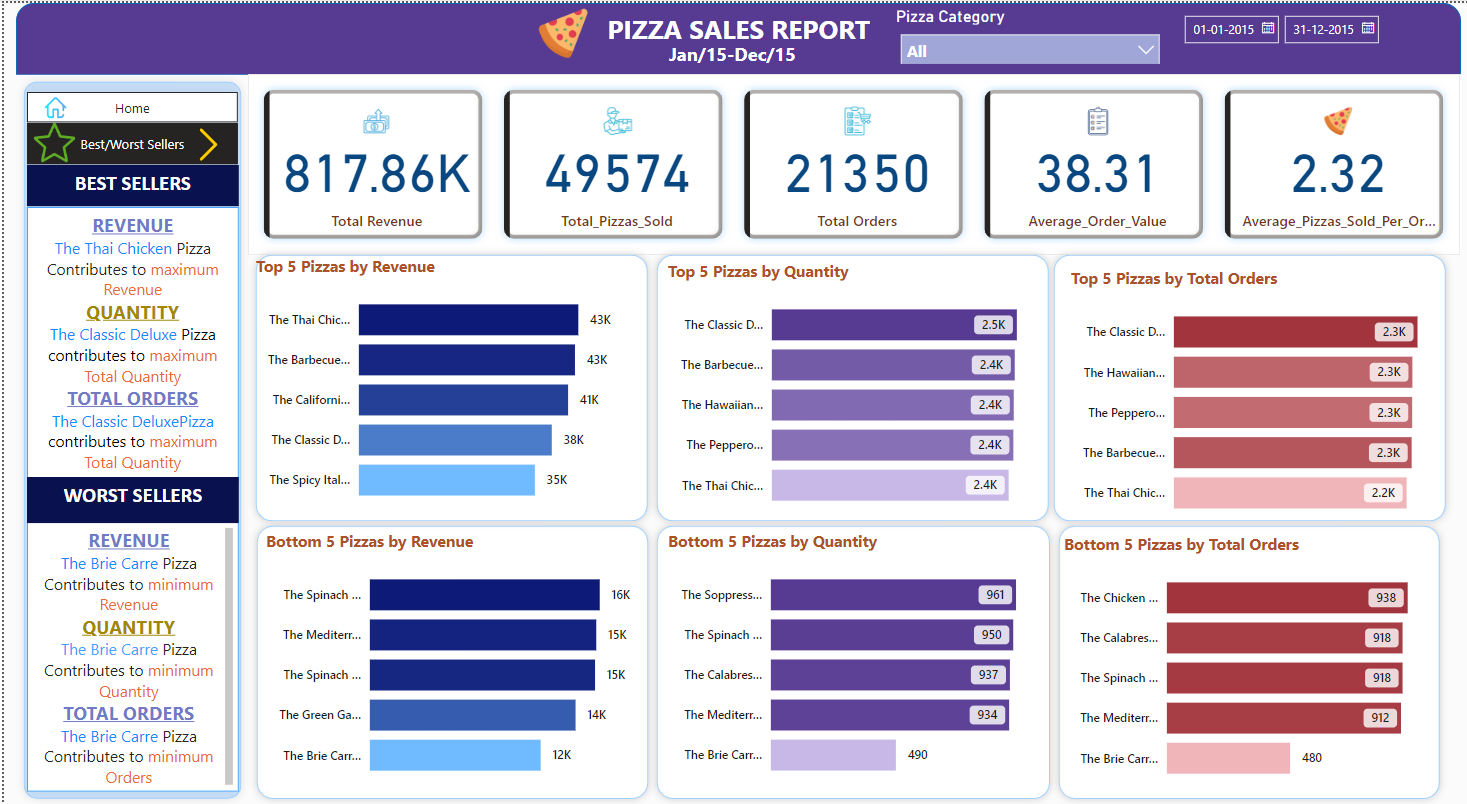 PIZZA SALES REPORT
Jan/15-Dec/15
Pizza Category
All
01-01-2015
31-12-2015
Home
Best/Worst Sellers
BEST SELLERS
REVENUE
The Thai Chicken Pizza
Contributes to maximum
Revenue
QUANTITY
The Classic Deluxe Pizza
contributes to maximum
Total Quantity
TOTAL ORDERS
The Classic DeluxePizza
contributes to maximum
Total Quantity
WORST SELLERS
REVENUE
The Brie Carre Pizza
Contributes to minimum
Revenue
QUANTITY
The Brie Carre Pizza
Contributes to minimum
Quantity
TOTAL ORDERS
The Brie Carre Pizza
Contributes to minimum
Orders
817.86K
Total Revenue
49574
Total_Pizzas_Sold
21350
Total Orders
38.31
Average_Order_Value
2.32
Average_Pizzas_Sold_Per_Or...
Top 5 Pizzas by Revenue
The Thai Chic... 43K
The Barbecue... 43K
The Californi... 41K
The Classic D... 38K
The Spicy Ital... 35K
Top 5 Pizzas by Quantity
The Classic D... 2.5K
The Barbecue... 2.4K
The Hawaiian... 2.4K
The Peppero... 2.4K
The Thai Chic... 2.4K
Top 5 Pizzas by Total Orders
The Classic D... 2.3K
The Hawaiian... 2.3K
The Peppero... 2.3K
The Barbecue... 2.3K
The Thai Chic... 2.2K
Bottom 5 Pizzas by Revenue
The Spinach ... 16K
The Mediterr... 15K
The Spinach ... 15K
The Green Ga... 14K
The Brie Carr... 12K
Bottom 5 Pizzas by Quantity
The Soppress... 961
The Spinach ... 950
The Calabres... 937
The Mediterr... 934
The Brie Carr... 490
Bottom 5 Pizzas by Total Orders
The Chicken ... 938
The Calabres... 918
The Spinach ... 918
The Mediterr... 912
The Brie Carr... 480